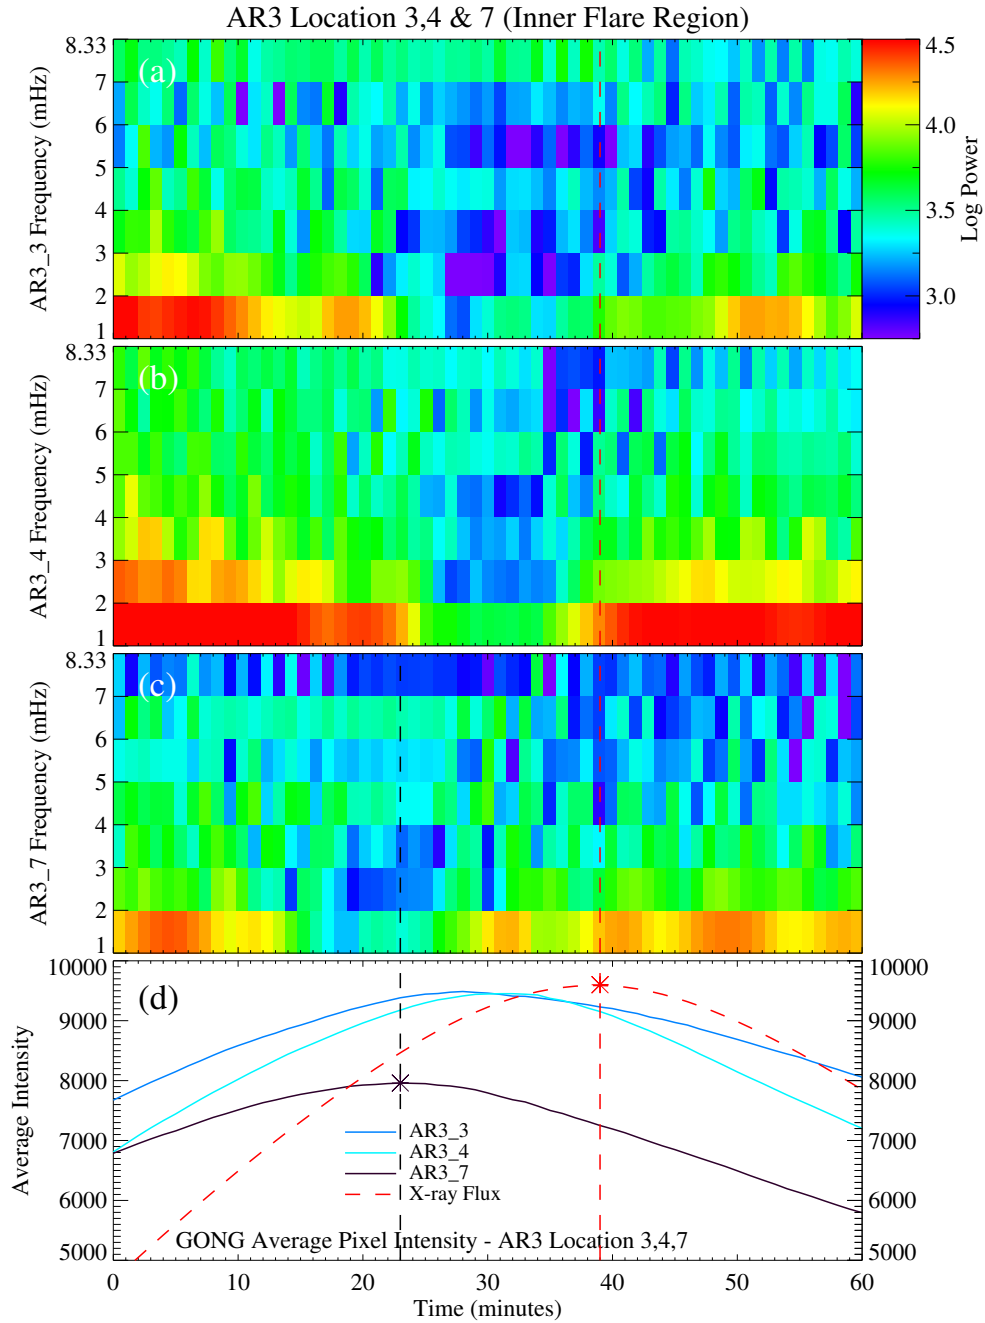 AR3 Location 3,4 & 7 (Inner Flare Region)
(a)
AR3_3 Frequency (mHz)
8.33
7
6
5
4
3
2
1
4.5
4.0
3.5
3.0
Log Power
(b)
AR3_4 Frequency (mHz)
8.33
7
6
5
4
3
2
1
(c)
AR3_7 Frequency (mHz)
8.33
7
6
5
4
3
2
1
(d)
Average Intensity
10000
9000
8000
7000
6000
5000
10000
9000
8000
7000
6000
5000
AR3_3
AR3_4
AR3_7
X-ray Flux
GONG Average Pixel Intensity - AR3 Location 3,4,7
0 10 20 30 40 50 60
Time (minutes)